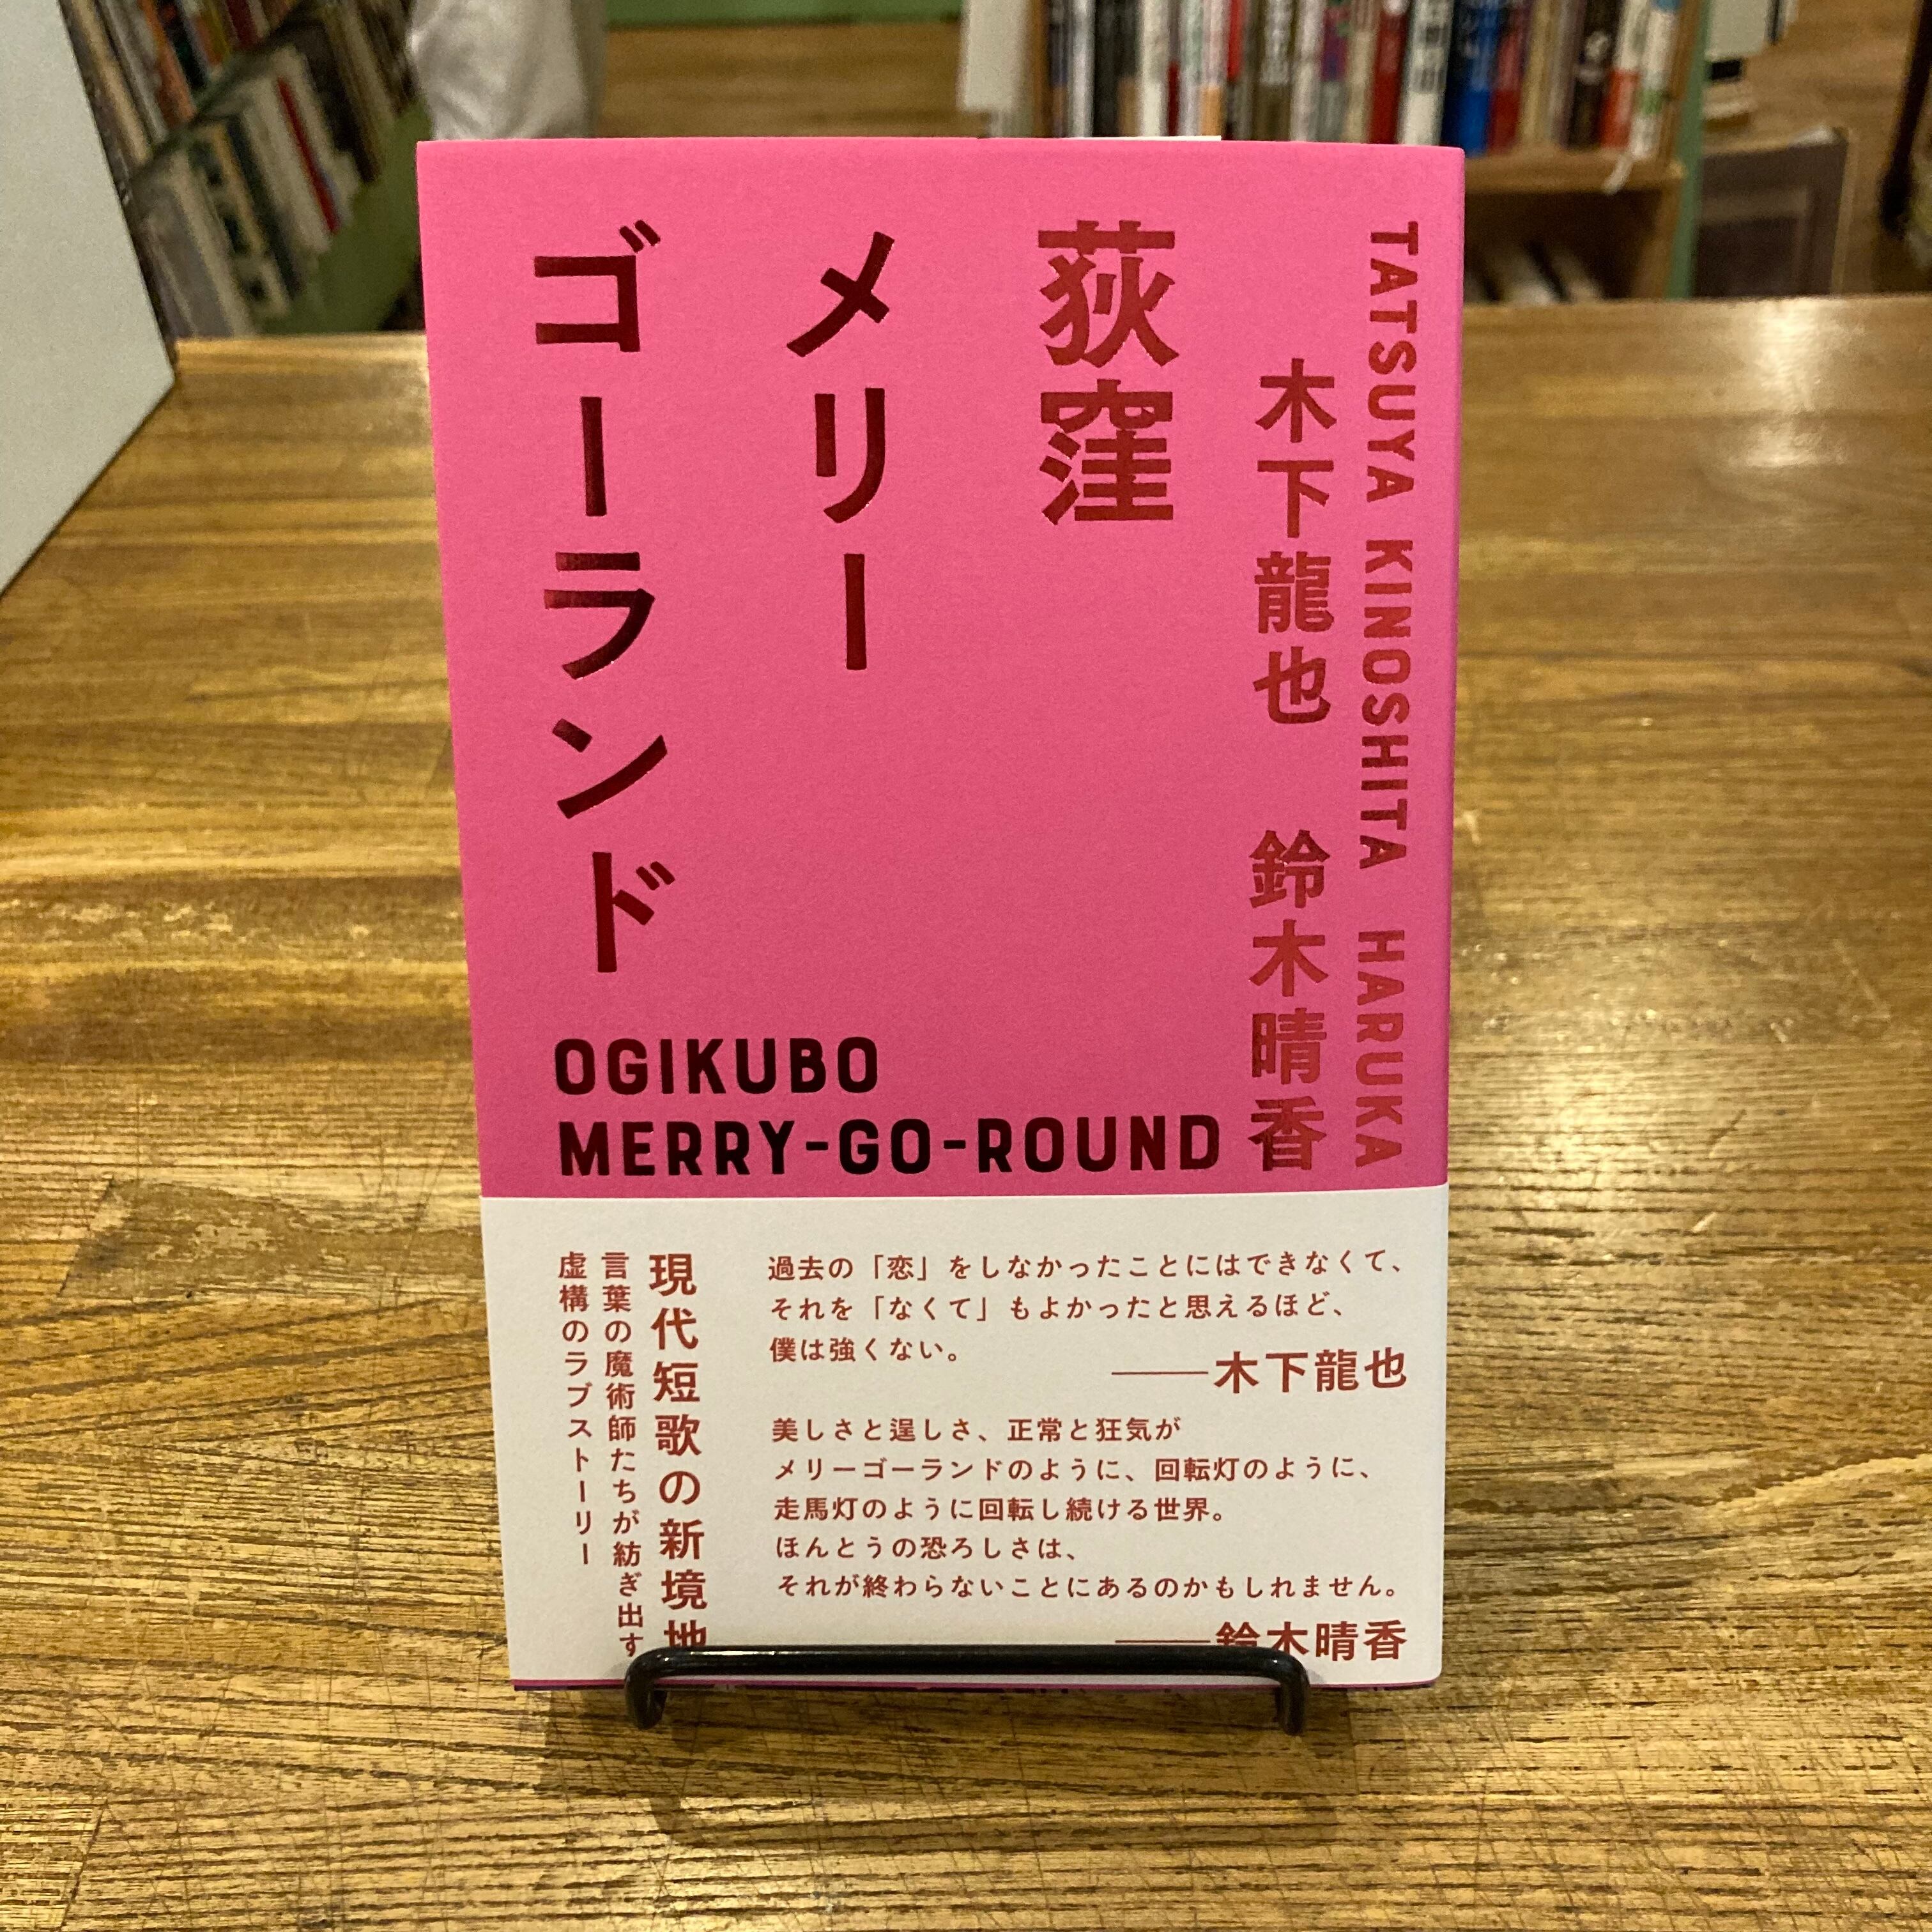 TATSUYA KINOSHITA HARUKA
木下龍也 鈴木晴香
荻窪
メリー
ゴーランド
OGIKUBO
MERRY-GO-ROUND
過去の「恋」をしなかったことにはできなくて、
それを「なくて」もよかったと思えるほど、
僕は強くない。
——木下龍也
美しさと逞しさ、正常と狂気が
メリーゴーランドのように、回転灯のように、
走馬灯のように回転し続ける世界。
ほんとうの恐ろしさは、
それが終わらないことにあるのかもしれません。
——鈴木晴香
現代短歌の新境地
言葉の魔術師たちが紡ぎ出す
虚構のラブストーリー